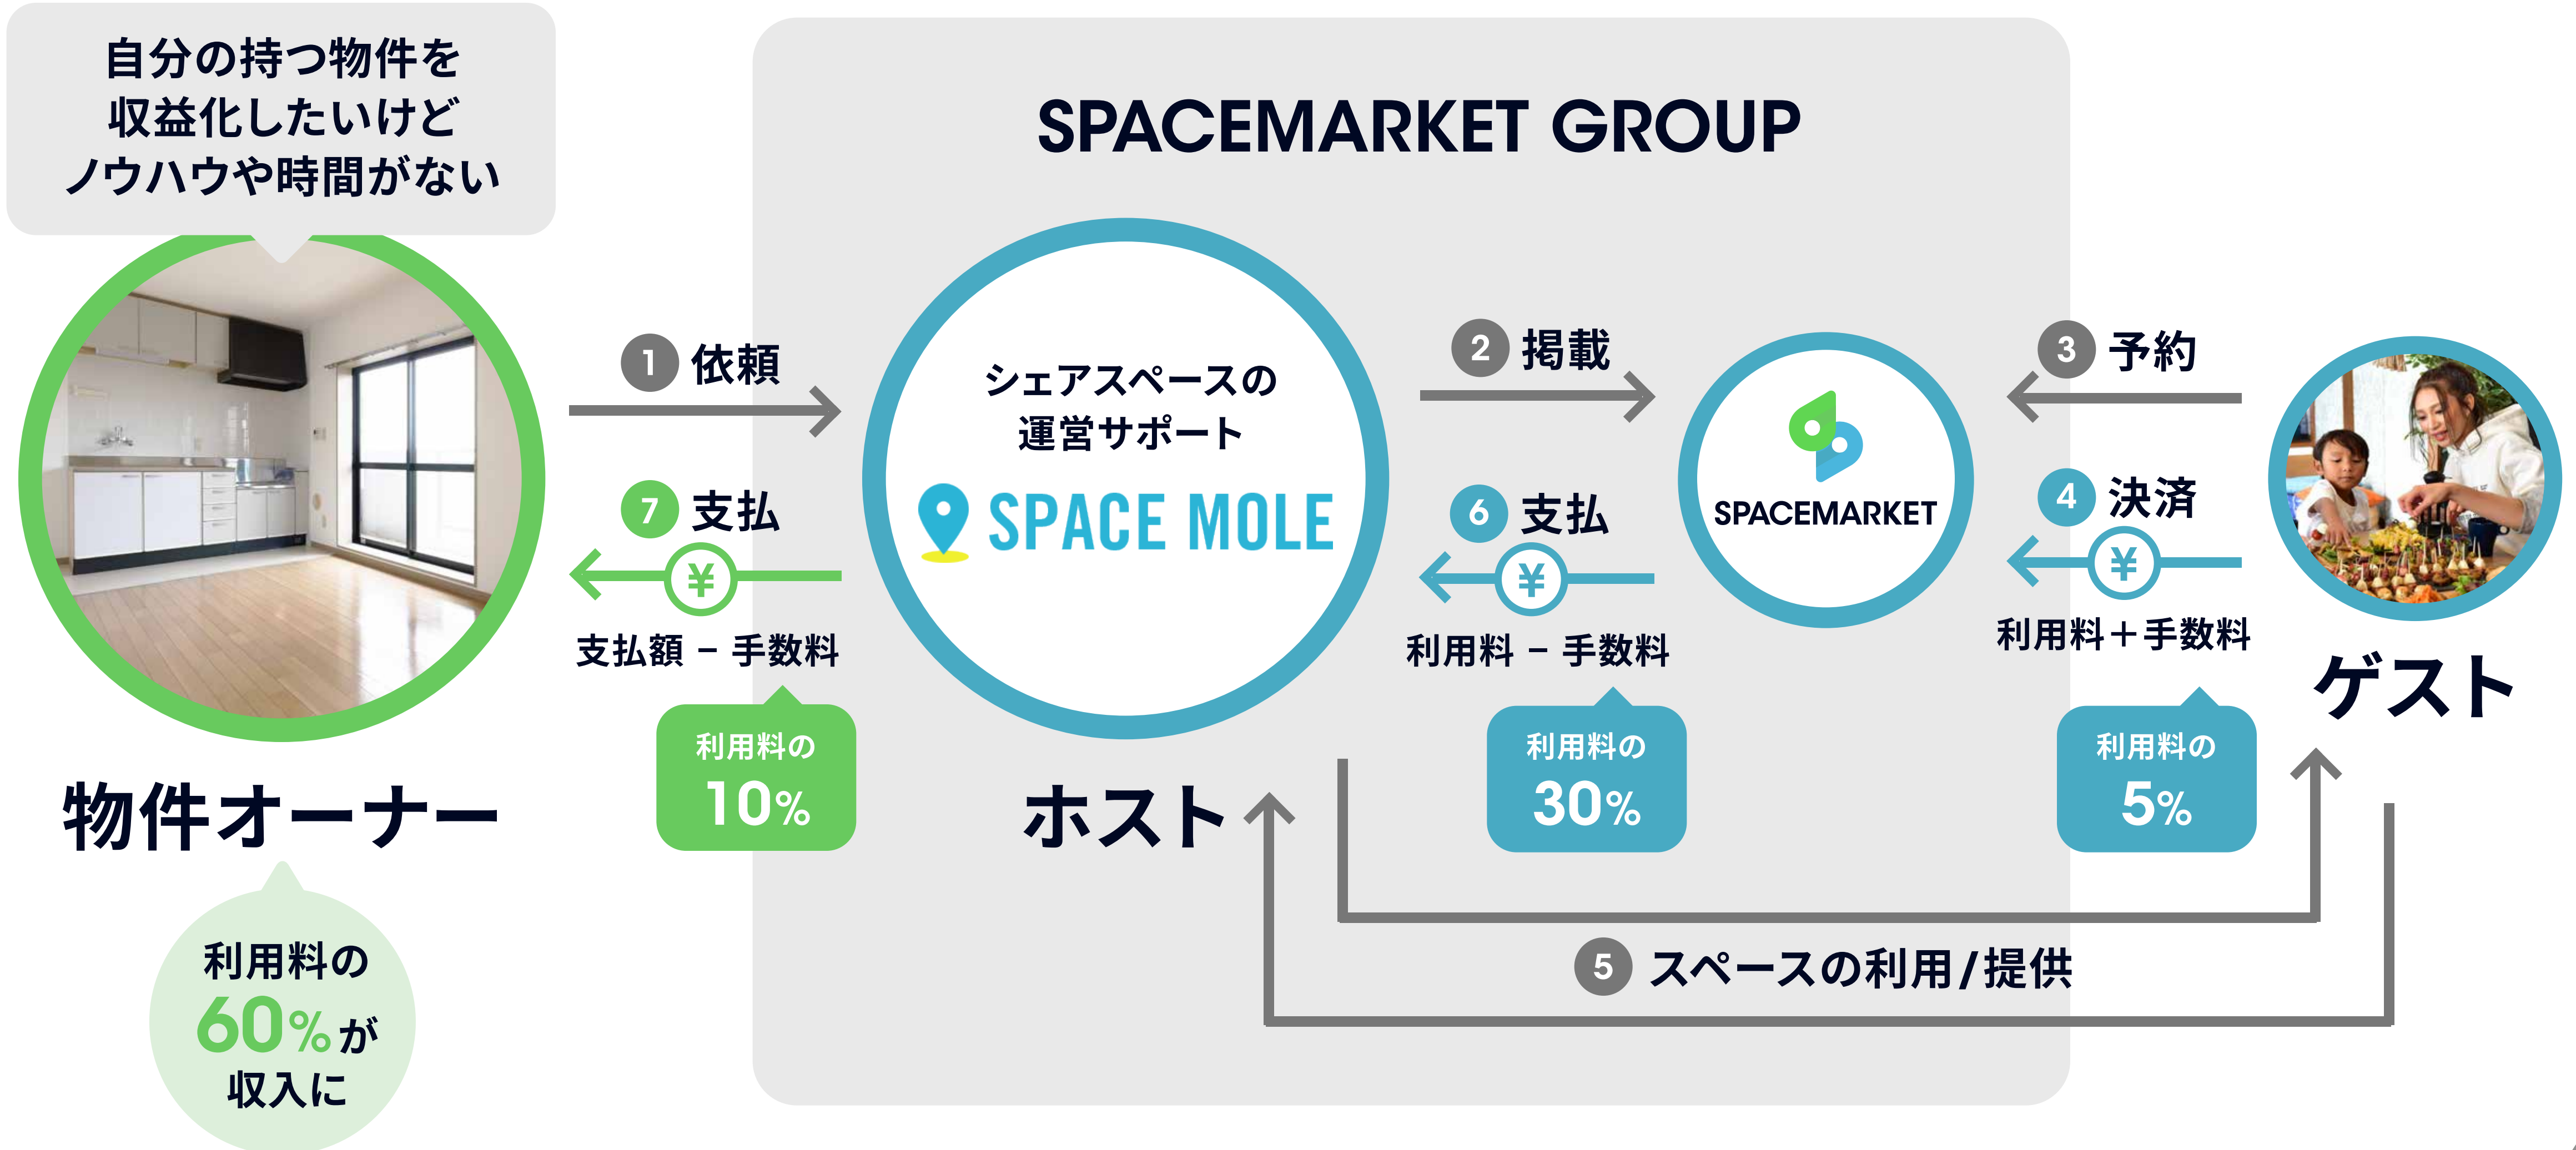 自分の持つ物件を
収益化したいけど
ノウハウや時間がない
SPACEMARKET GROUP
1 依頼
7 支払
¥
支払額 − 手数料
利用料の
10%
物件オーナー
利用料の
60%が
収入に
シェアスペースの
運営サポート
SPACE MOLE
ホスト
2 掲載
6 支払
¥
利用料 − 手数料
利用料の
30%
SPACEMARKET
3 予約
4 決済
¥
利用料＋手数料
利用料の
5%
ゲスト
5 スペースの利用/提供